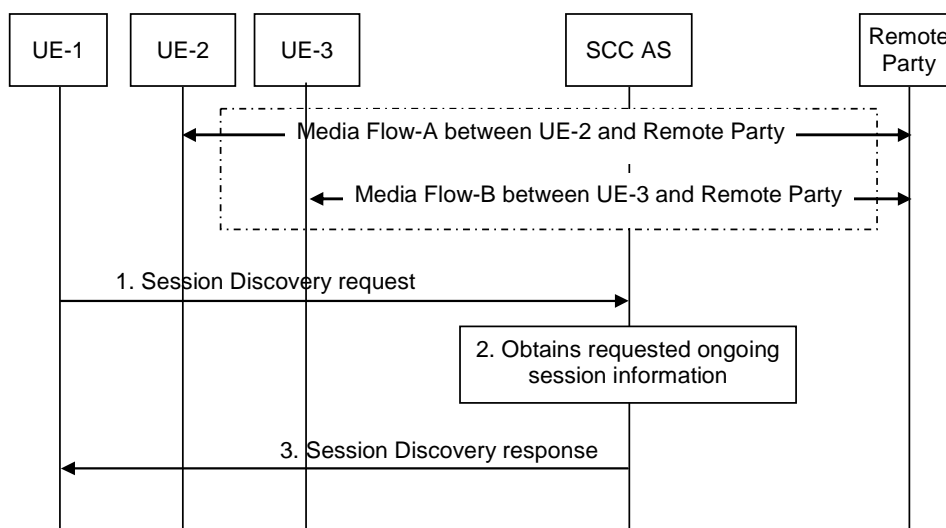 UE-1
UE-2
UE-3
SCC AS
Remote
Party
Media Flow-A between UE-2 and Remote Party
Media Flow-B between UE-3 and Remote Party
1. Session Discovery request
2. Obtains requested ongoing
session information
3. Session Discovery response